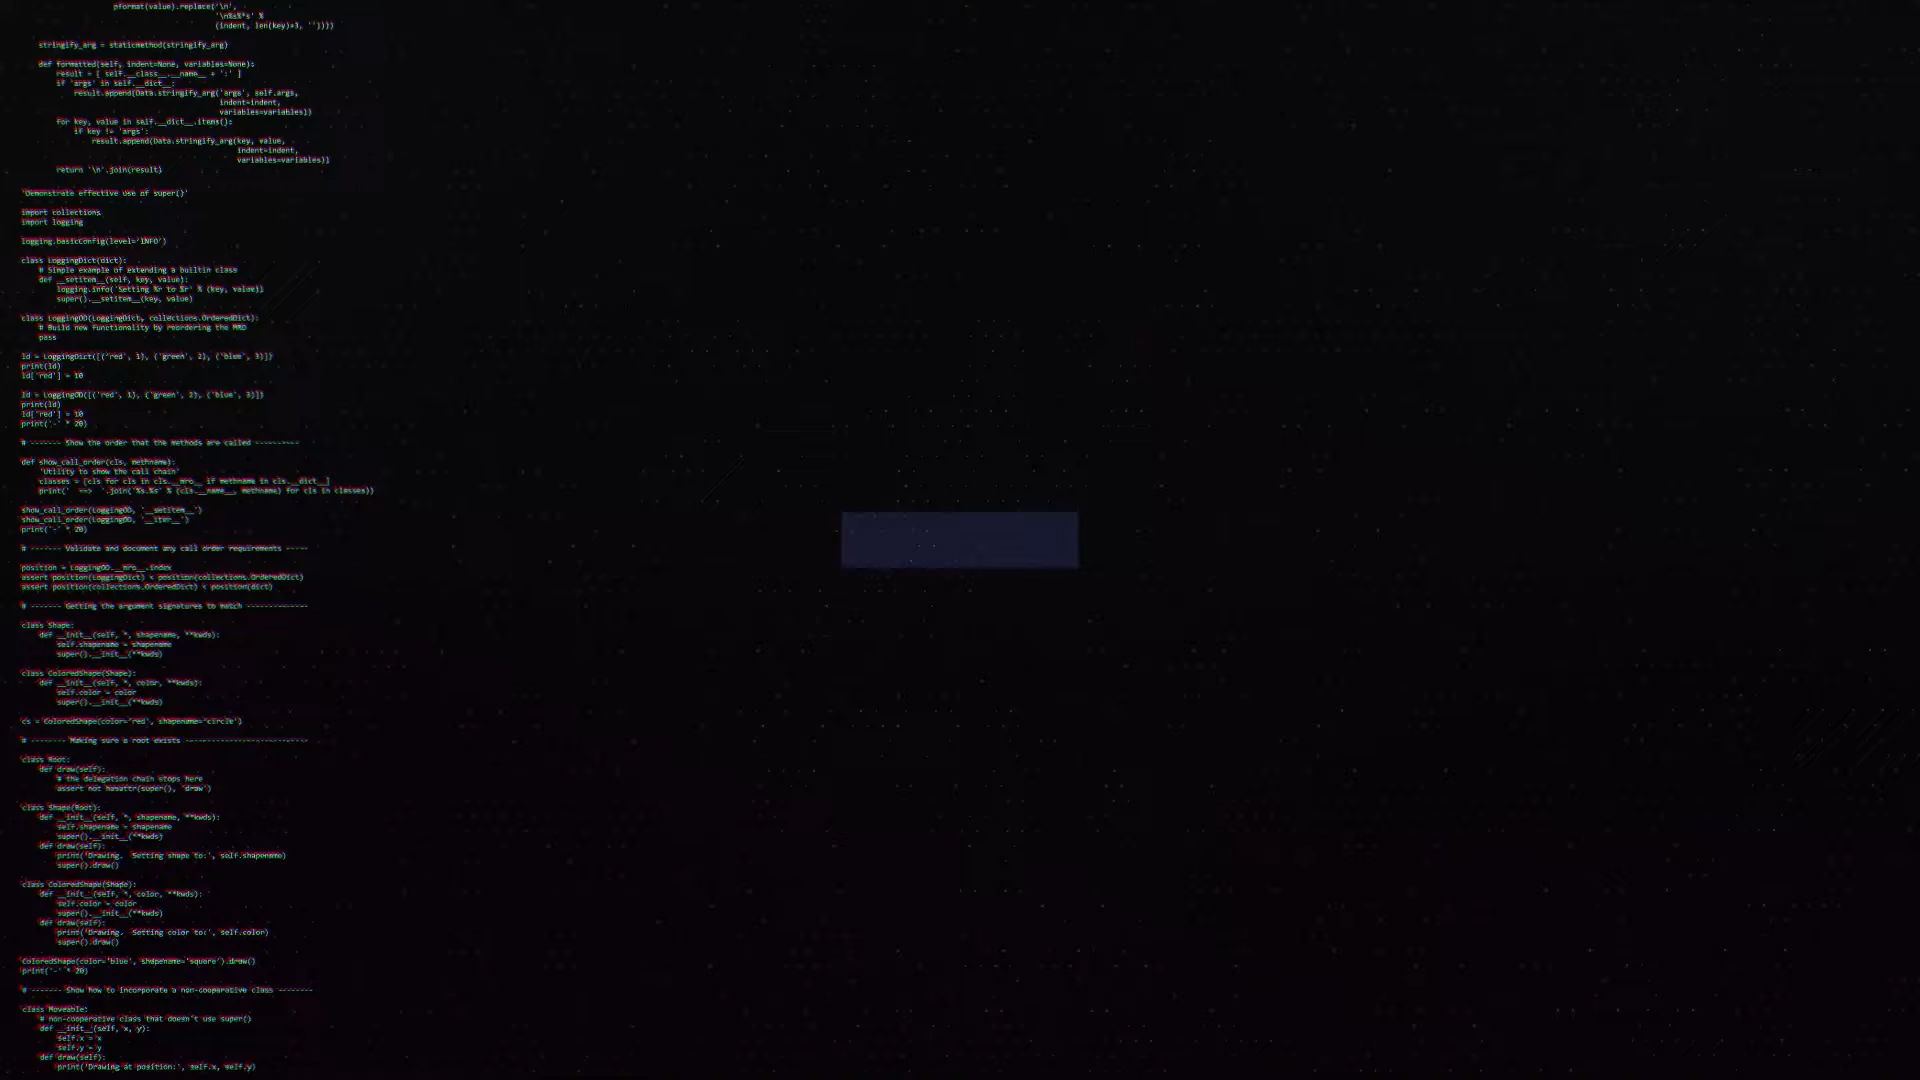 pformat(value).replace('\n',
'\n%s%*s' %
(indent, len(key)+3, ''))))
stringify_arg = staticmethod(stringify_arg)
def formatted(self, indent=None, variables=None):
result = [ self.__class__.__name__ + ':' ]
if 'args' in self.__dict__:
result.append(Data.stringify_arg('args', self.args,
indent=indent,
variables=variables))
for key, value in self.__dict__.items():
if key != 'args':
result.append(Data.stringify_arg(key, value,
indent=indent,
variables=variables))
return '\n'.join(result)
'Demonstrate effective use of super()'
import collections
import logging
logging.basicConfig(level='INFO')
class LoggingDict(dict):
# Simple example of extending a builtin class
def __setitem__(self, key, value):
logging.info('Setting %r to %r' % (key, value))
super().__setitem__(key, value)
class LoggingOD(LoggingDict, collections.OrderedDict):
# Build new functionality by reordering the MRO
pass
ld = LoggingDict([('red', 1), ('green', 2), ('blue', 3)])
print(ld)
ld['red'] = 10
ld = LoggingOD([('red', 1), ('green', 2), ('blue', 3)])
print(ld)
ld['red'] = 10
print('-' * 20)
# ------- Show the order that the methods are called ----------
def show_call_order(cls, methname):
'Utility to show the call chain'
classes = [cls for cls in cls.__mro__ if methname in cls.__dict__]
print('  ==>  '.join('%s.%s' % (cls.__name__, methname) for cls in classes))
show_call_order(LoggingOD, '__setitem__')
show_call_order(LoggingOD, '__iter__')
print('-' * 20)
# ------- Validate and document any call order requirements -----
position = LoggingOD.__mro__.index
assert position(LoggingDict) < position(collections.OrderedDict)
assert position(collections.OrderedDict) < position(dict)
# ------- Getting the argument signatures to match --------------
class Shape:
def __init__(self, *, shapename, **kwds):
self.shapename = shapename
super().__init__(**kwds)
class ColoredShape(Shape):
def __init__(self, *, color, **kwds):
self.color = color
super().__init__(**kwds)
cs = ColoredShape(color='red', shapename='circle')
# -------- Making sure a root exists ----------------------------
class Root:
def draw(self):
# the delegation chain stops here
assert not hasattr(super(), 'draw')
class Shape(Root):
def __init__(self, *, shapename, **kwds):
self.shapename = shapename
super().__init__(**kwds)
def draw(self):
print('Drawing.  Setting shape to:', self.shapename)
super().draw()
class ColoredShape(Shape):
def __init__(self, *, color, **kwds):
self.color = color
super().__init__(**kwds)
def draw(self):
print('Drawing.  Setting color to:', self.color)
super().draw()
ColoredShape(color='blue', shapename='square').draw()
print('-' * 20)
# ------- Show how to incorporate a non-cooperative class --------
class Moveable:
# non-cooperative class that doesn't use super()
def __init__(self, x, y):
self.x = x
self.y = y
def draw(self):
print('Drawing at position:', self.x, self.y)